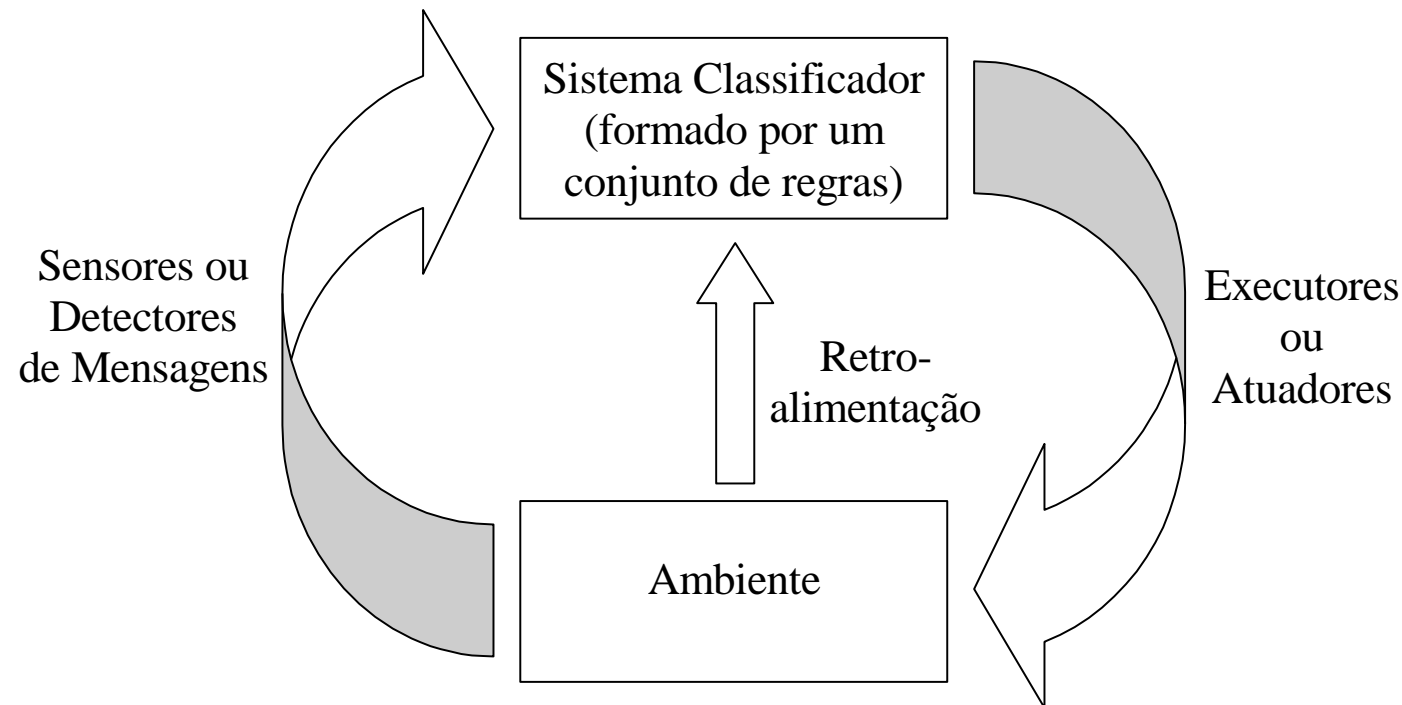 Sistema Classificador
(formado por um
conjunto de regras)
Sensores ou
Detectores
de Mensagens
Executores
ou
Atuadores
Retro-
alimentação
Ambiente